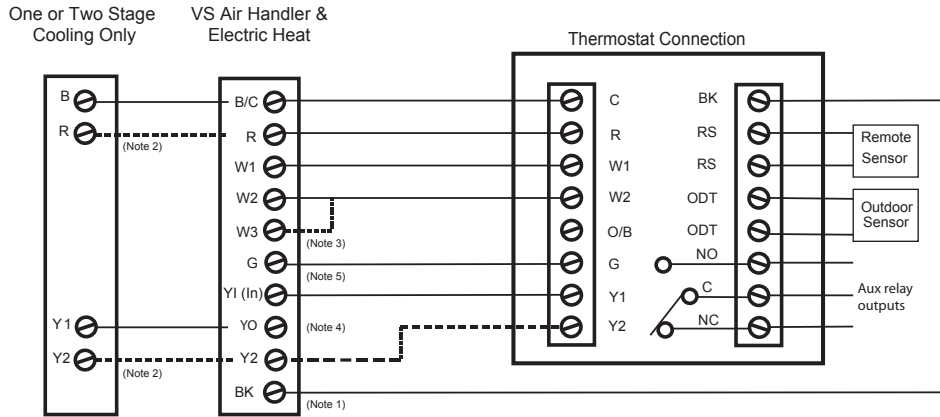 One or Two Stage
Cooling Only
VS Air Handler &
Electric Heat
Thermostat Connection
B
R
(Note 2)
Y1
Y2
(Note 2)
B/C
R
W1
W2
W3
(Note 3)
G
(Note 5)
YI (In)
YO
(Note 4)
Y2
BK
(Note 1)
C
R
W1
W2
O/B
G
Y1
Y2
BK
RS
RS
ODT
ODT
NO
C
NC
Remote
Sensor
Outdoor
Sensor
Aux relay
outputs